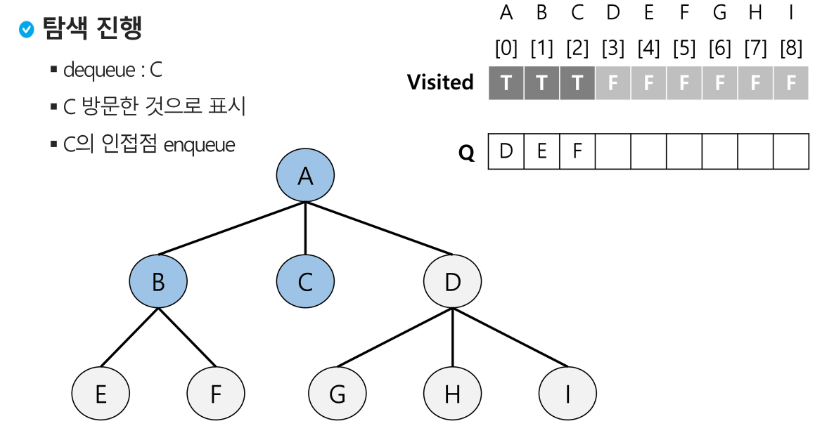 탐색 진행
▪ dequeue : C
▪ C 방문한 것으로 표시
▪ C의 인접점 enqueue
A B C D E F G H I
[0] [1] [2] [3] [4] [5] [6] [7] [8]
Visited T T T F F F F F F
Q D E F
A
B C D
E F G H I